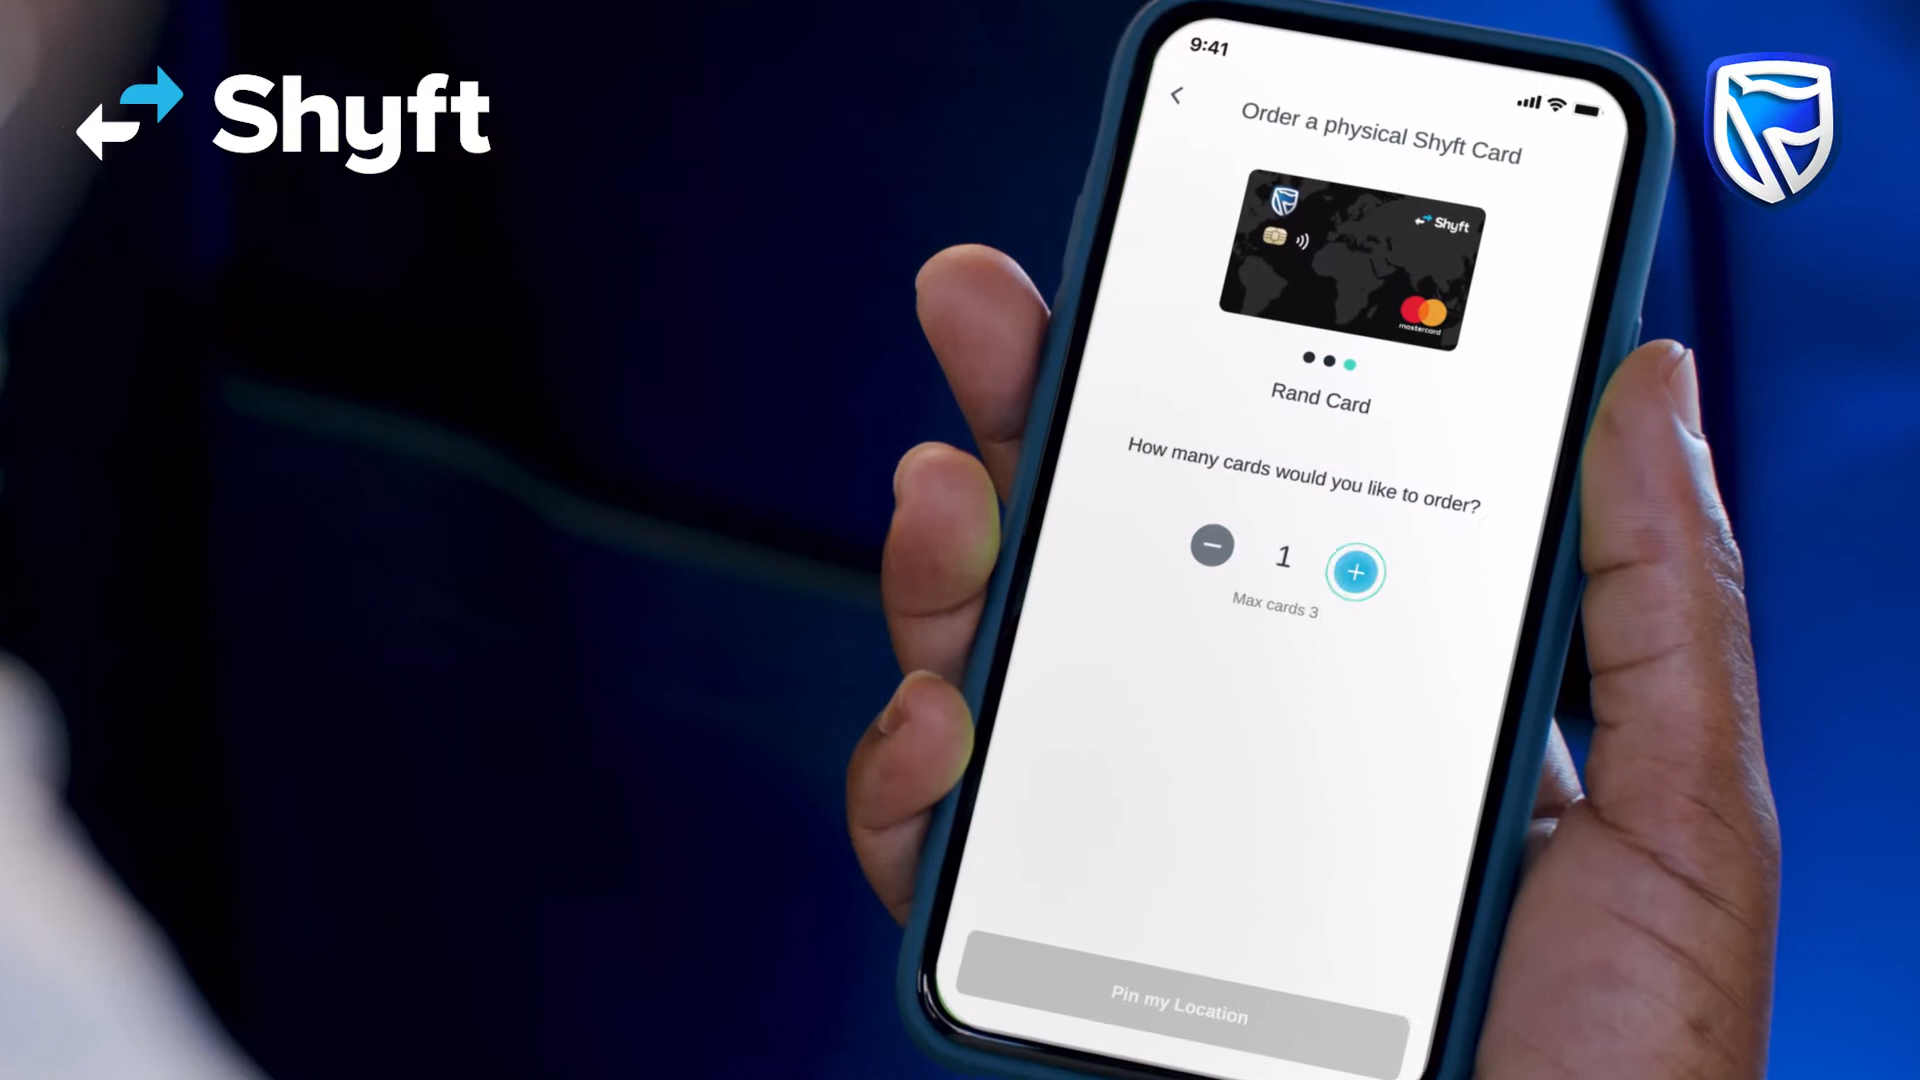 Shyft
9:41
Order a physical Shyft Card
Shyft
mastercard
Rand Card
How many cards would you like to order?
1
Max cards 3
Pin my Location